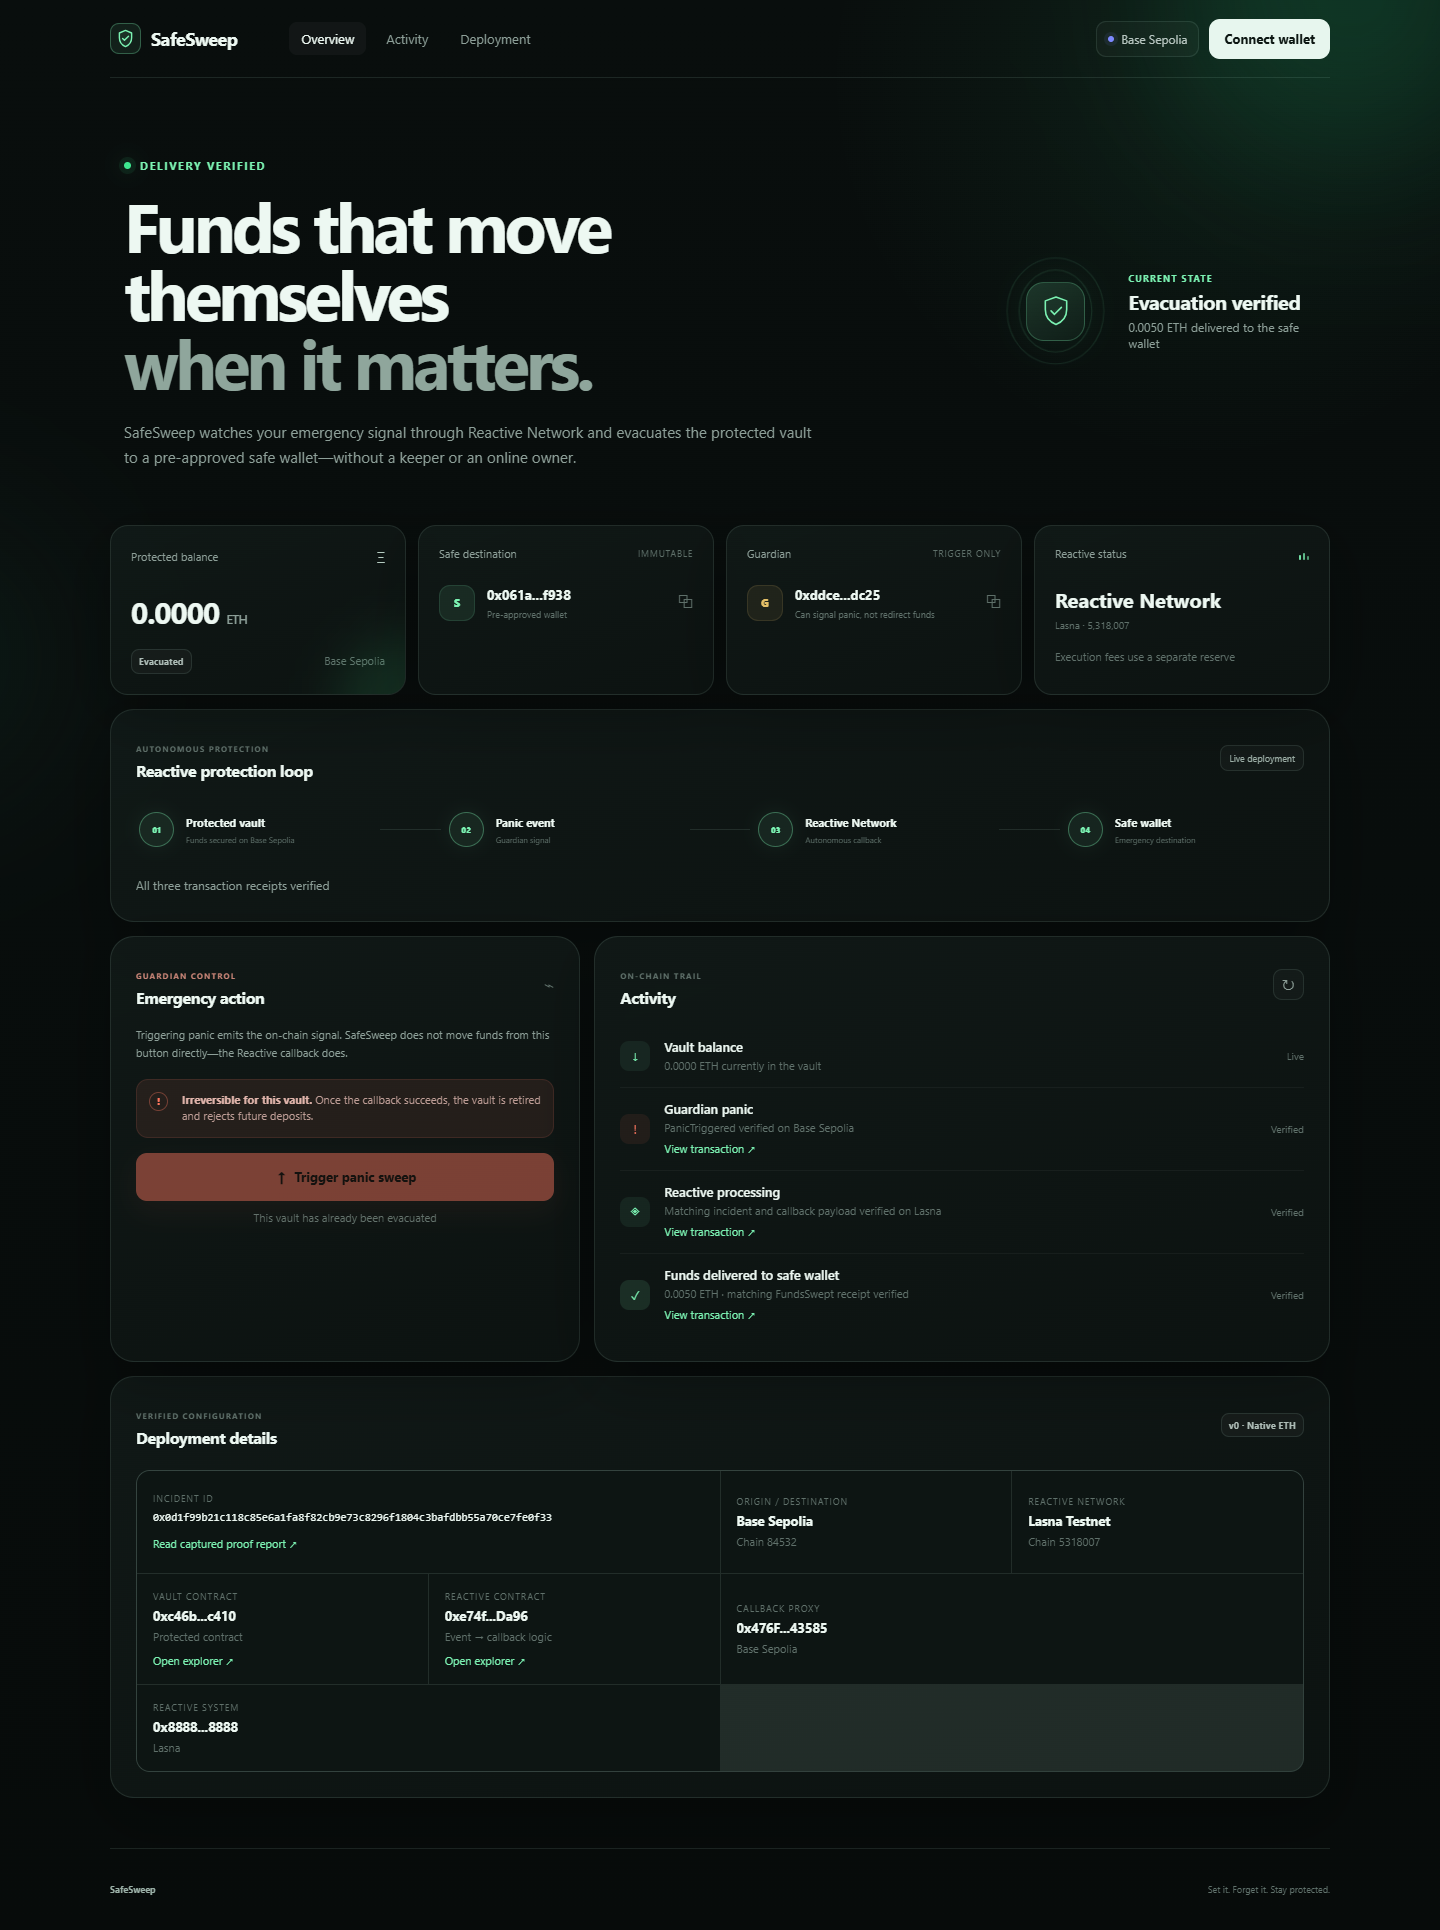 SafeSweep
Overview
Activity
Deployment
Base Sepolia
Connect wallet
DELIVERY VERIFIED
Funds that move
themselves
when it matters.
SafeSweep watches your emergency signal through Reactive Network and evacuates the protected vault
to a pre-approved safe wallet—without a keeper or an online owner.
CURRENT STATE
Evacuation verified
0.0050 ETH delivered to the safe
wallet
Protected balance
Ξ
0.0000 ETH
Evacuated
Base Sepolia
Safe destination
IMMUTABLE
S
0x061a...f938
Pre-approved wallet
Guardian
TRIGGER ONLY
G
0xddce...dc25
Can signal panic, not redirect funds
Reactive status
Reactive Network
Lasna · 5,318,007
Execution fees use a separate reserve
AUTONOMOUS PROTECTION
Reactive protection loop
Live deployment
01
Protected vault
Funds secured on Base Sepolia
02
Panic event
Guardian signal
03
Reactive Network
Autonomous callback
04
Safe wallet
Emergency destination
All three transaction receipts verified
GUARDIAN CONTROL
Emergency action
Triggering panic emits the on-chain signal. SafeSweep does not move funds from this
button directly—the Reactive callback does.
! Irreversible for this vault. Once the callback succeeds, the vault is retired
and rejects future deposits.
↑ Trigger panic sweep
This vault has already been evacuated
ON-CHAIN TRAIL
Activity
↻
↓
Vault balance
0.0000 ETH currently in the vault
Live
!
Guardian panic
PanicTriggered verified on Base Sepolia
View transaction ↗
Verified
◈
Reactive processing
Matching incident and callback payload verified on Lasna
View transaction ↗
Verified
✓
Funds delivered to safe wallet
0.0050 ETH · matching FundsSwept receipt verified
View transaction ↗
Verified
VERIFIED CONFIGURATION
Deployment details
v0 · Native ETH
INCIDENT ID
0x0d1f99b21c118c85e6a1fa8f82cb9e73c8296f1804c3bafdbb55a70ce7fe0f33
Read captured proof report ↗
ORIGIN / DESTINATION
Base Sepolia
Chain 84532
REACTIVE NETWORK
Lasna Testnet
Chain 5318007
VAULT CONTRACT
0xc46b...c410
Protected contract
Open explorer ↗
REACTIVE CONTRACT
0xe74f...Da96
Event → callback logic
Open explorer ↗
CALLBACK PROXY
0x476F...43585
Base Sepolia
REACTIVE SYSTEM
0x8888...8888
Lasna
SafeSweep
Set it. Forget it. Stay protected.